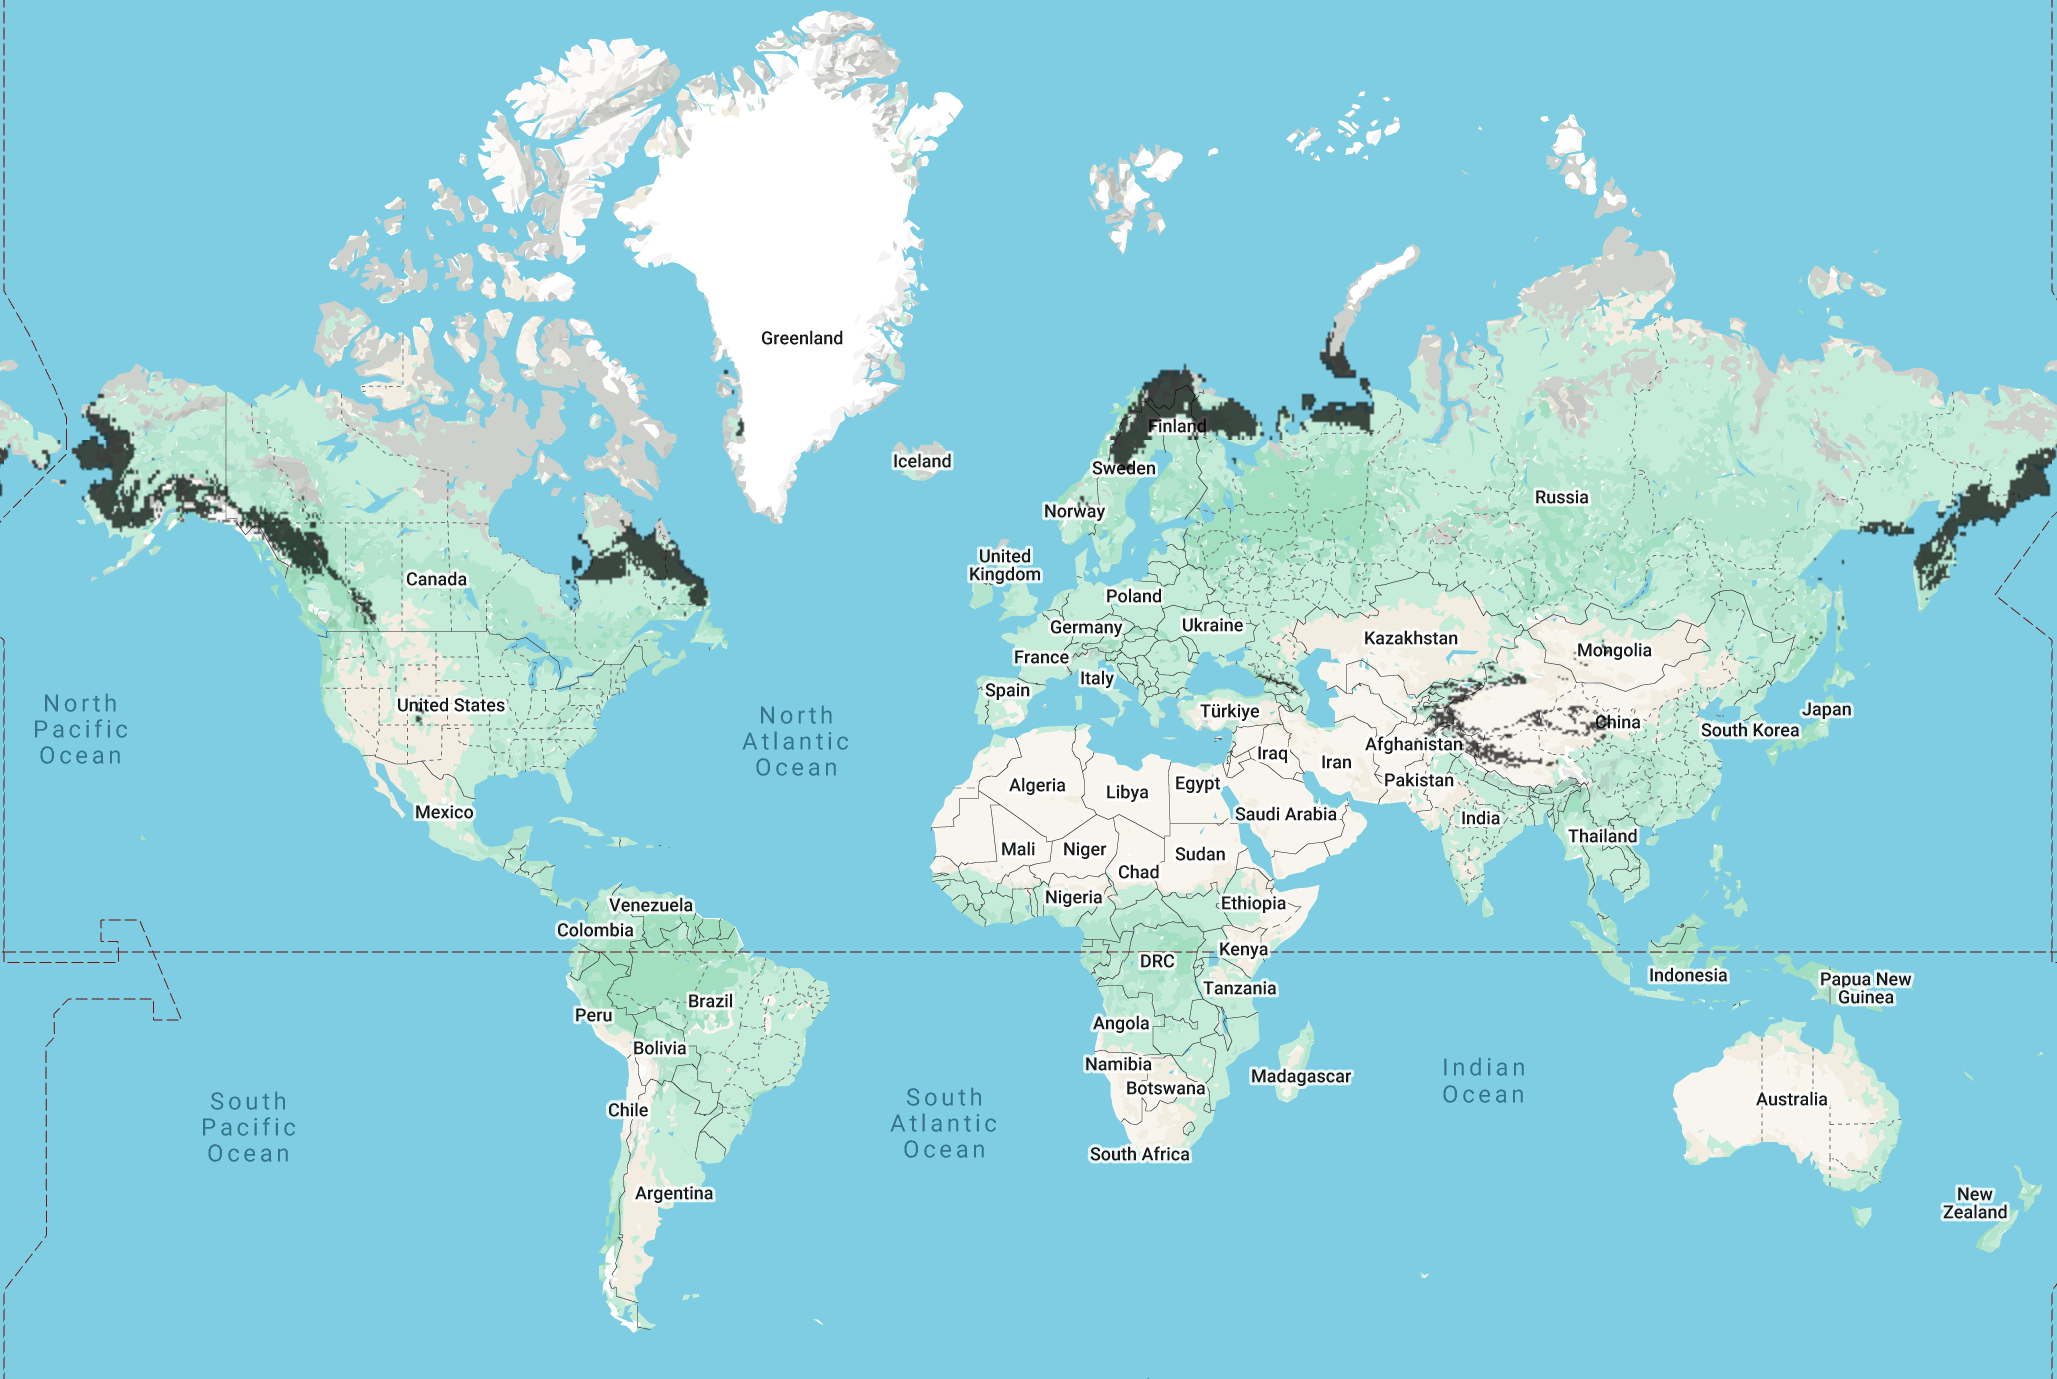 Greenland
Iceland
Finland
Sweden
Norway
Russia
United
Kingdom
Canada
Poland
Germany
Ukraine
Kazakhstan
Mongolia
France
Italy
Spain
United States
Türkiye
China
Japan
South Korea
North
Pacific
Ocean
North
Atlantic
Ocean
Afghanistan
Iraq
Iran
Pakistan
Algeria
Libya
Egypt
Saudi Arabia
India
Mexico
Thailand
Mali
Niger
Sudan
Chad
Nigeria
Ethiopia
Venezuela
Colombia
Kenya
DRC
Indonesia
Papua New
Guinea
Tanzania
Brazil
Peru
Angola
Bolivia
Namibia
Botswana
Madagascar
Indian
Ocean
Australia
Chile
South
Pacific
Ocean
South
Atlantic
Ocean
South Africa
Argentina
New
Zealand